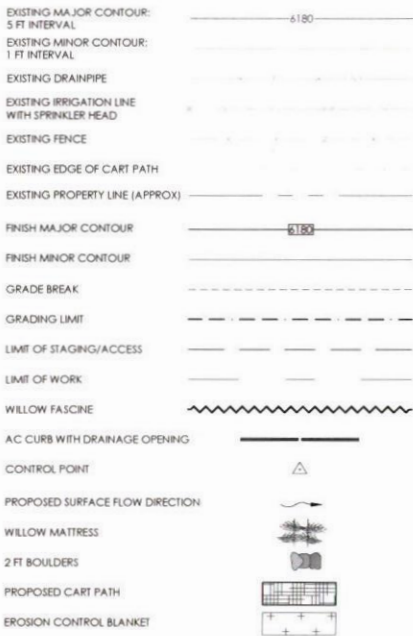 EXISTING MAJOR CONTOUR:
5 FT INTERVAL
6180
EXISTING MINOR CONTOUR:
1 FT INTERVAL
EXISTING DRAINPIPE
EXISTING IRRIGATION LINE
WITH SPRINKLER HEAD
EXISTING FENCE
EXISTING EDGE OF CART PATH
EXISTING PROPERTY LINE (APPROX)
FINISH MAJOR CONTOUR
6180
FINISH MINOR CONTOUR
GRADE BREAK
GRADING LIMIT
LIMIT OF STAGING/ACCESS
LIMIT OF WORK
WILLOW FASCINE
AC CURB WITH DRAINAGE OPENING
CONTROL POINT
PROPOSED SURFACE FLOW DIRECTION
WILLOW MATTRESS
2 FT BOULDERS
PROPOSED CART PATH
EROSION CONTROL BLANKET